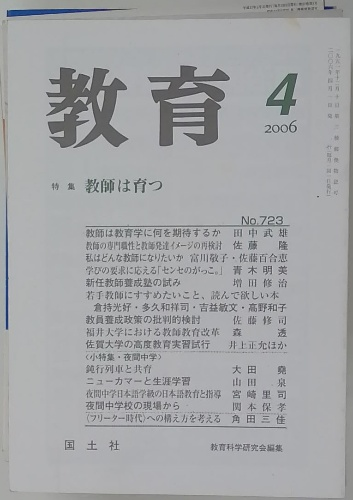 教育
4
2006
特集 教師は育つ
No.723
教師は教育学に何を期待するか 田中武雄
教師の専門職性と教師発達イメージの再検討 佐藤隆
私はどんな教師になりたいか 富川敬子・佐藤百合恵
学びの要求に応える「センセのがっこ。」 青木明美
新任教師養成塾の試み 増田修治
若手教師にすすめたいこと、読んで欲しい本
倉持光好・多久和祥司・吉益敏文・高野和子
教員養成政策の批判的検討 佐藤修司
福井大学における教師教育改革 森透
佐賀大学の高度教育実習試行 井上正允ほか
〈小特集・夜間中学〉
鈍行列車と共育 大田堯
ニューカマーと生涯学習 山田泉
夜間中学日本語学級の日本語教育と指導 宮崎里司
夜間中学校の現場から 関本保孝
〈フリーター時代〉への構え方を考える 角田三佳
国土社
教育科学研究会編集